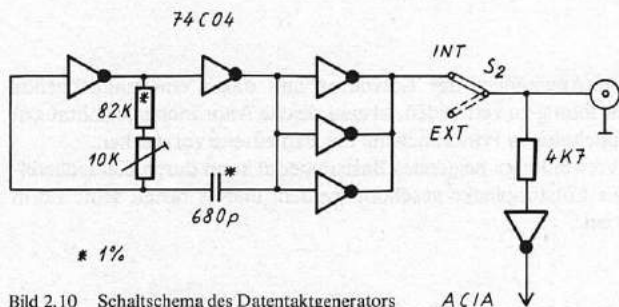 74C04
INT
S2
82K
*
10K
EXT
4K7
*
680p
* 1%
ACIA
Bild 2.10 Schaltschema des Datentaktgenerators